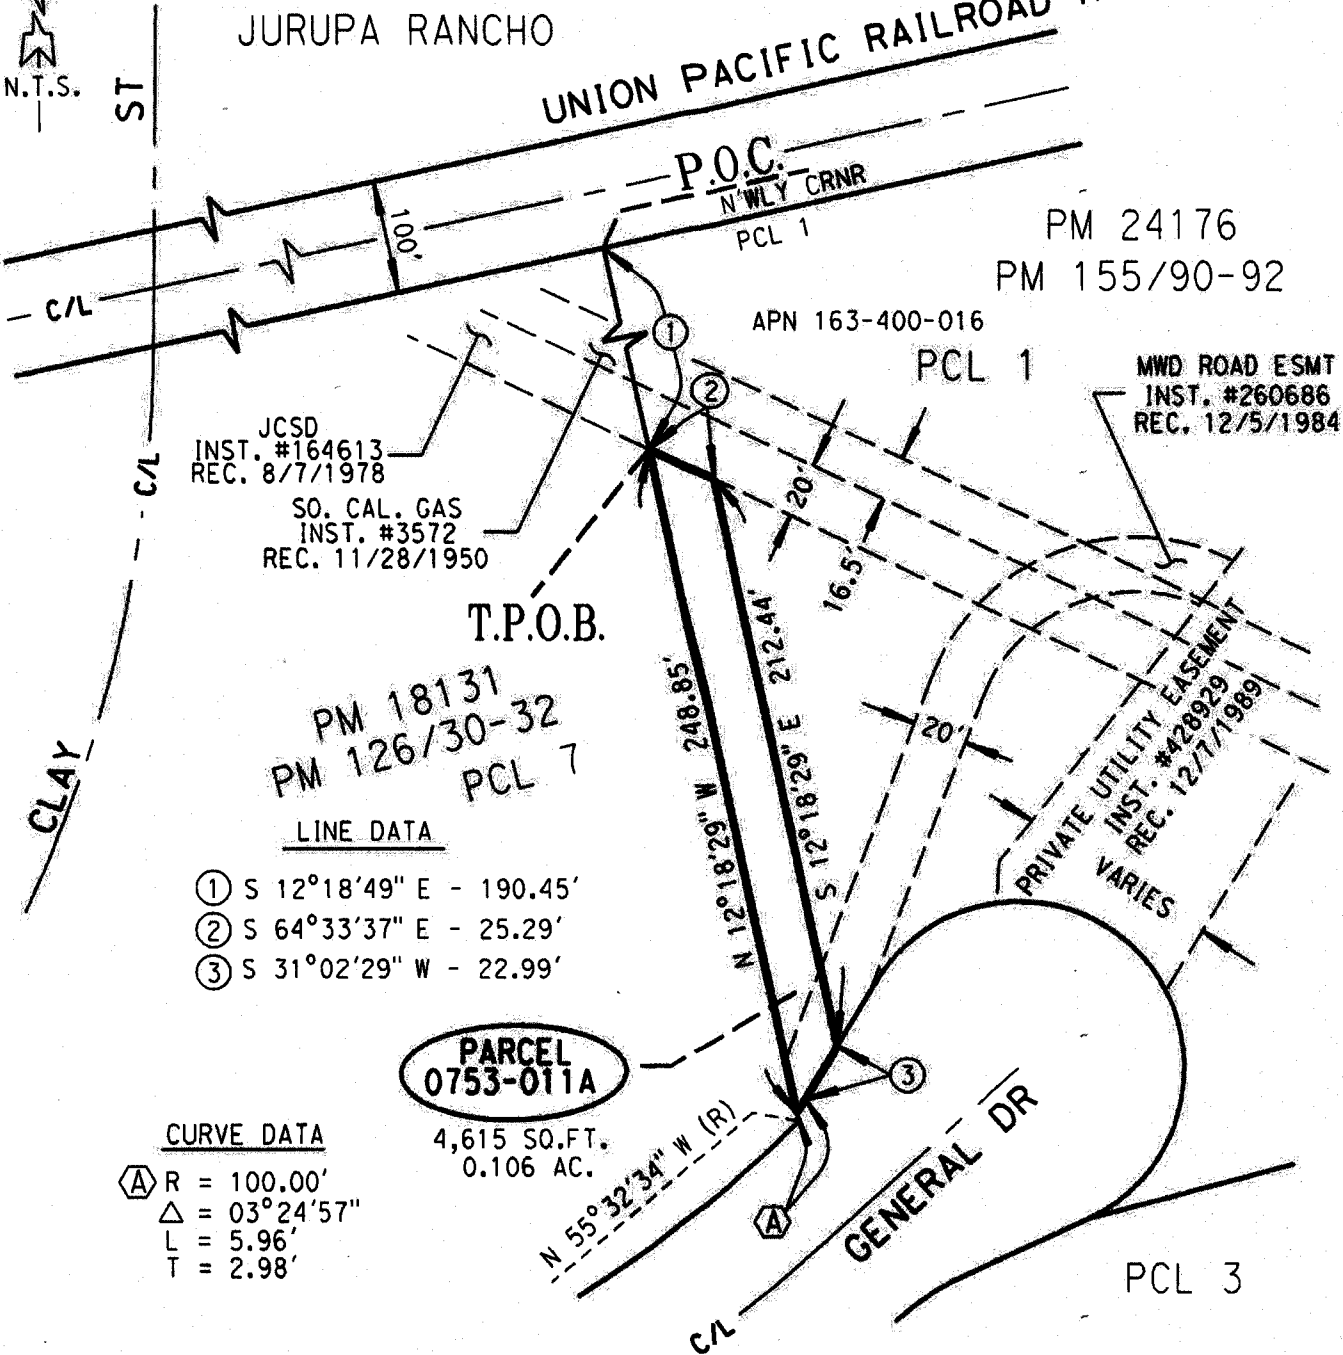 JURUPA RANCHO
N.T.S.
ST
UNION PACIFIC RAILROAD
P.O.C.
N'WLY CRNR
PCL 1
100'
C/L
PM 24176
PM 155/90-92
APN 163-400-016
PCL 1
1
2
MWD ROAD ESMT
INST. #260686
REC. 12/5/1984
JCSD
INST. #164613
REC. 8/7/1978
C/L
SO. CAL. GAS
INST. #3572
REC. 11/28/1950
20'
16.5'
T.P.O.B.
PM 18131
PM 126/30-32
PCL 7
CLAY
N 12°18'29" W 248.85'
S 12°18'29" E 212.44'
20'
PRIVATE UTILITY EASEMENT
INST. #428929
REC. 12/7/1989
VARIES
LINE DATA
1 S 12°18'49" E - 190.45'
2 S 64°33'37" E - 25.29'
3 S 31°02'29" W - 22.99'
PARCEL
0753-011A
4,615 SQ.FT.
0.106 AC.
3
CURVE DATA
A R = 100.00'
Δ = 03°24'57"
L = 5.96'
T = 2.98'
N 55°32'34" W (R)
A
GENERAL DR
C/L
PCL 3